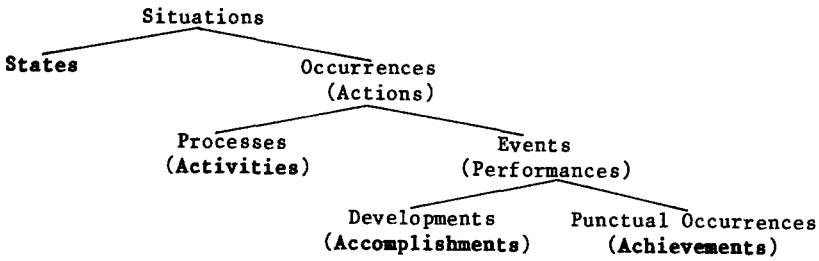 Situations
States
Occurrences
(Actions)
Processes
(Activities)
Events
(Performances)
Developments
(Accomplishments)
Punctual Occurrences
(Achievements)